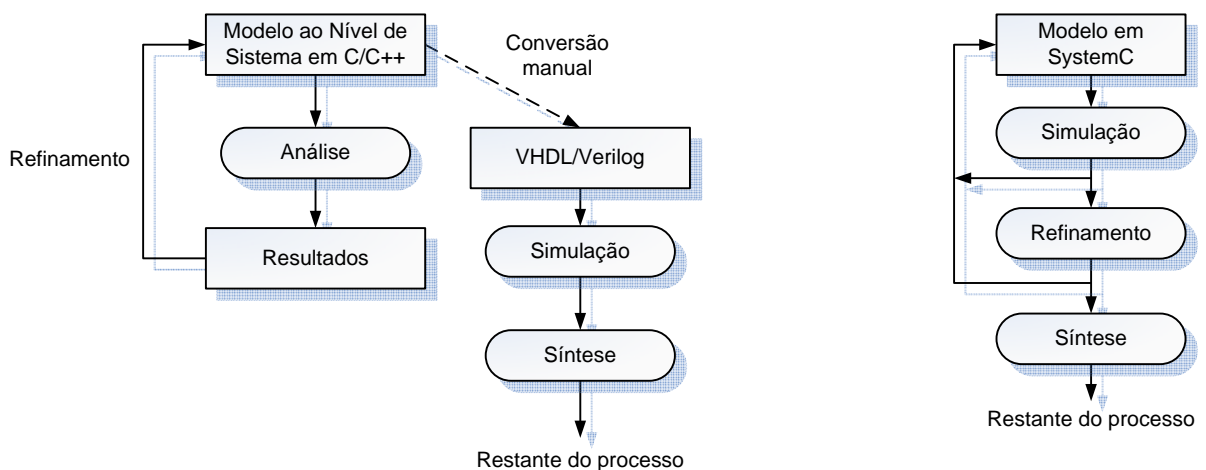 Modelo ao Nível de
Sistema em C/C++
Conversão
manual
Refinamento
Análise
Resultados
VHDL/Verilog
Simulação
Síntese
Restante do processo
Modelo em
SystemC
Simulação
Refinamento
Síntese
Restante do processo